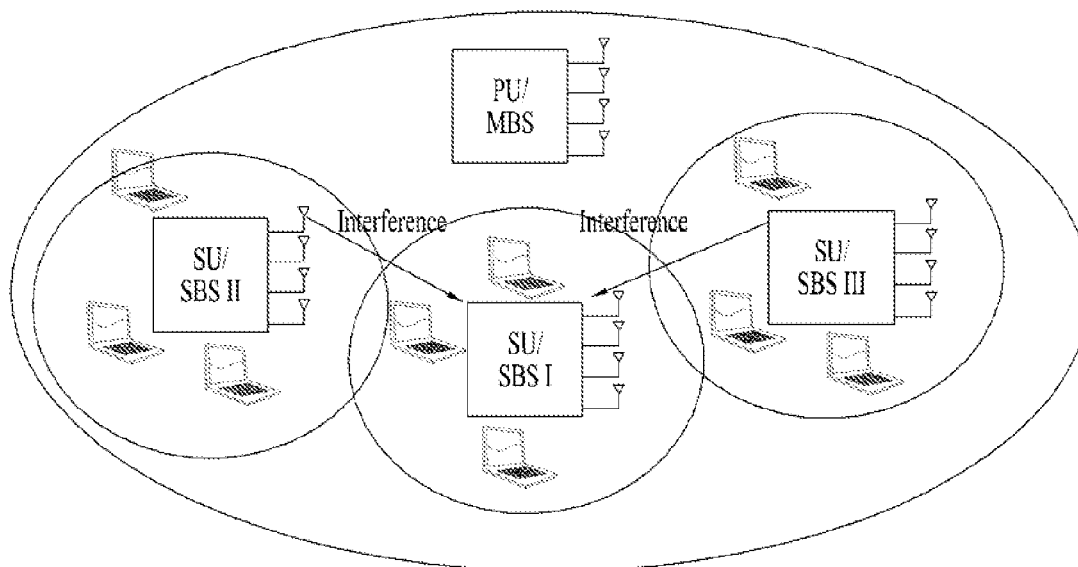 PU/
MBS
Interference
Interference
SU/
SBS II
SU/
SBS III
SU/
SBS I